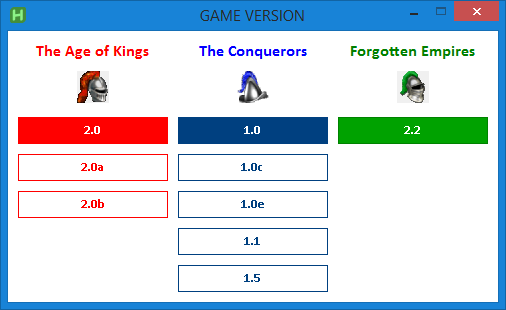 GAME VERSION
The Age of Kings
The Conquerors
Forgotten Empires
2.0
1.0
2.2
2.0a
1.0c
2.0b
1.0e
1.1
1.5